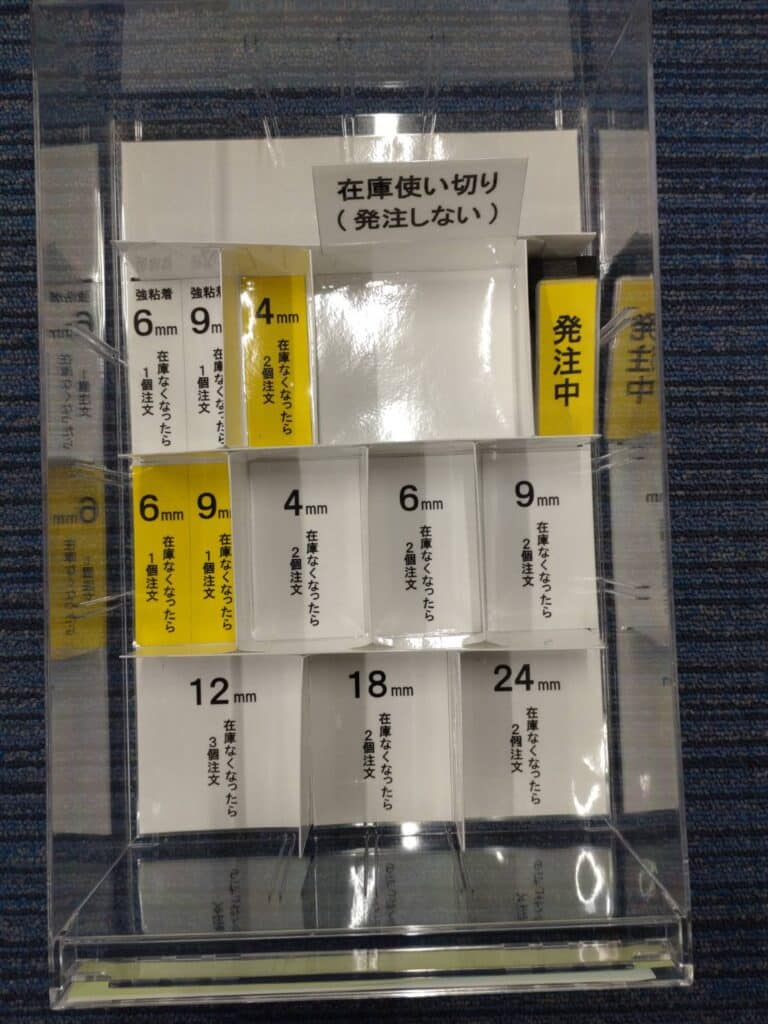 在庫使い切り
（発注しない）
強粘着
6mm
在庫なくなったら
1個注文
強粘着
9m
在庫なくなったら
1個注文
4mm
在庫なくなったら
2個注文
発注中
6mm
在庫なくなったら
1個注文
9m
在庫なくなったら
1個注文
4mm
在庫なくなったら
2個注文
6mm
在庫なくなったら
2個注文
9mm
在庫なくなったら
2個注文
12mm
在庫なくなったら
3個注文
18mm
在庫なくなったら
2個注文
24mm
在庫なくなったら
2個注文